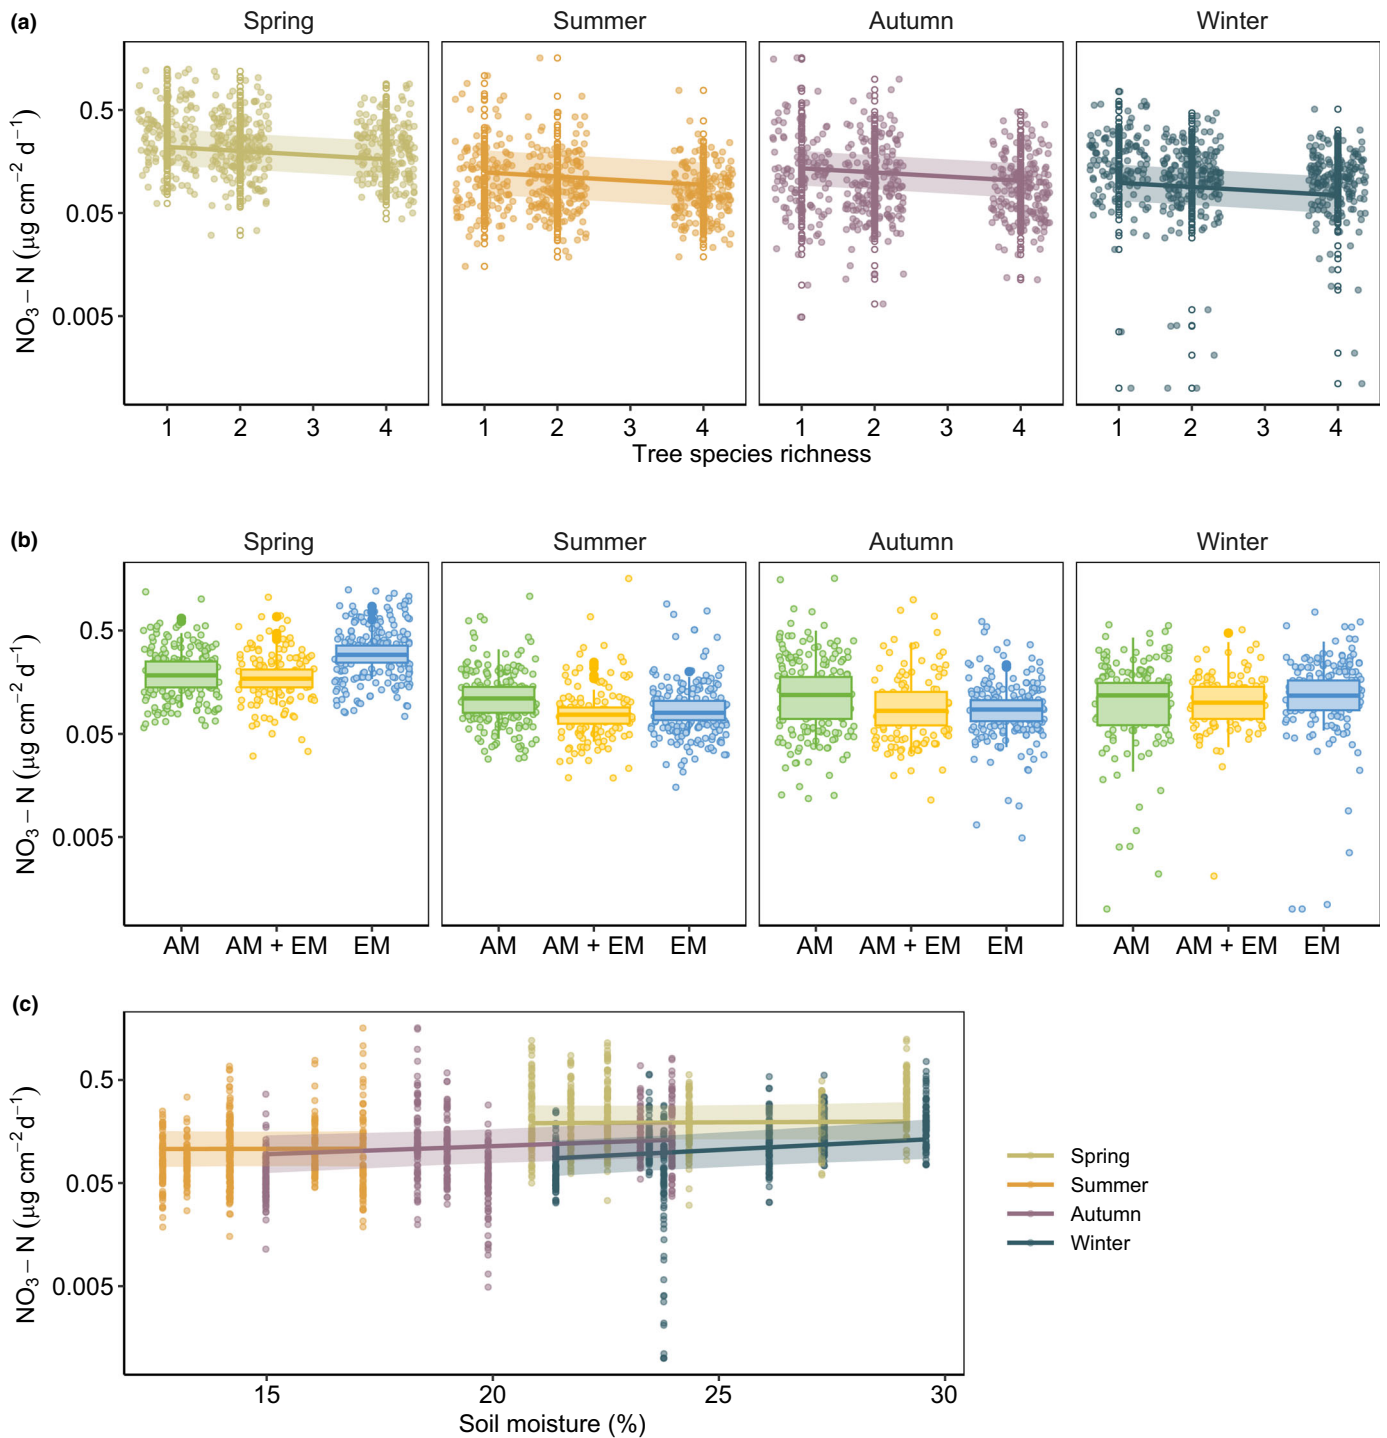 (a)
Spring Summer Autumn Winter
NO₃ – N (μg cm⁻² d⁻¹)
0.5
0.05
0.005
1 2 3 4 1 2 3 4 1 2 3 4 1 2 3 4
Tree species richness
(b)
Spring Summer Autumn Winter
NO₃ – N (μg cm⁻² d⁻¹)
0.5
0.05
0.005
AM AM + EM EM AM AM + EM EM AM AM + EM EM AM AM + EM EM
(c)
NO₃ – N (μg cm⁻² d⁻¹)
0.5
0.05
0.005
15 20 25 30
Soil moisture (%)
Spring
Summer
Autumn
Winter